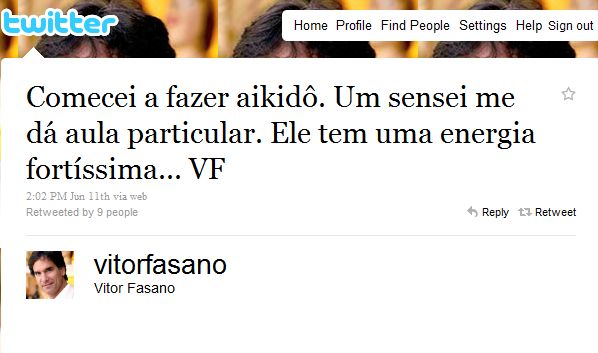 twitter
Home Profile Find People Settings Help Sign out
Comecei a fazer aikidô. Um sensei me
dá aula particular. Ele tem uma energia
fortíssima... VF
2:02 PM Jun 11th via web
Retweeted by 9 people
Reply Retweet
vitorfasano
Vitor Fasano